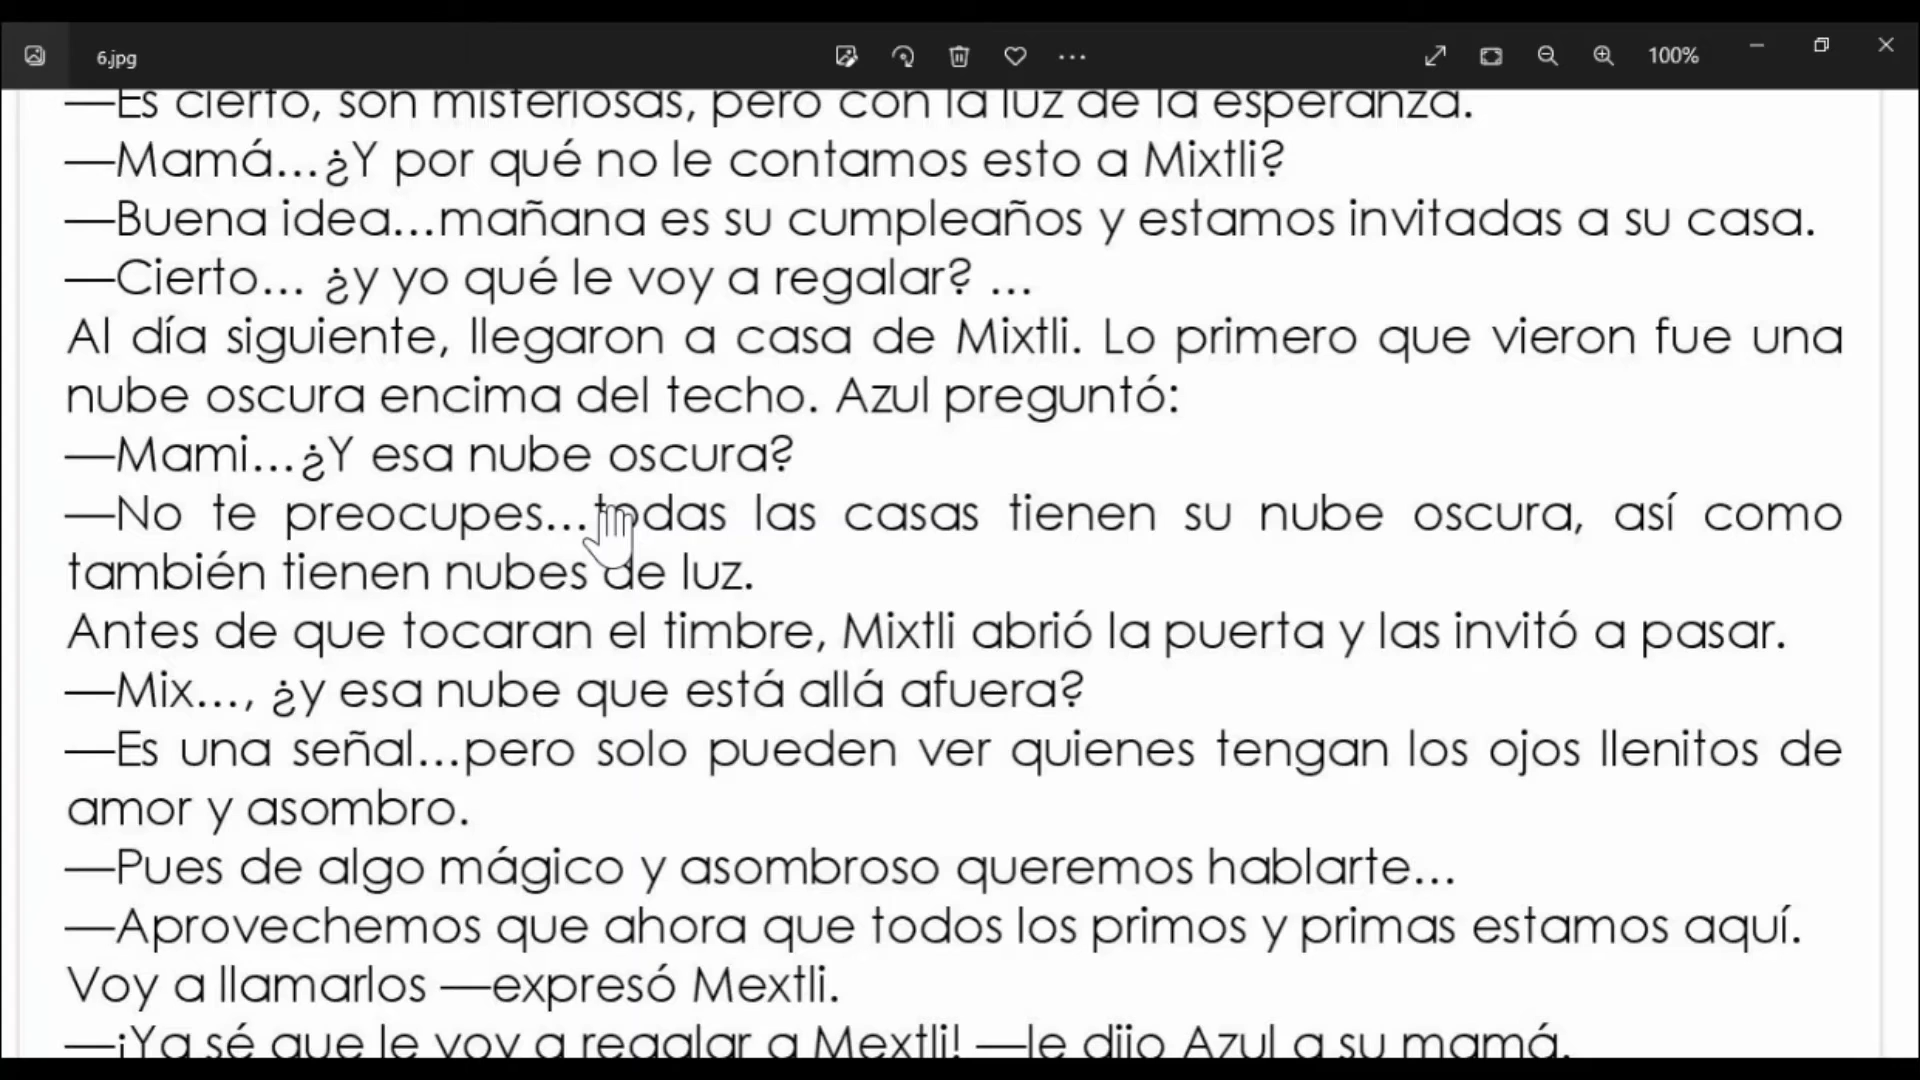 6.jpg
100%
—Es cierto, son misteriosas, pero con la luz de la esperanza.
—Mamá...¿Y por qué no le contamos esto a Mixtli?
—Buena idea...mañana es su cumpleaños y estamos invitadas a su casa.
—Cierto... ¿y yo qué le voy a regalar? ...
Al día siguiente, llegaron a casa de Mixtli. Lo primero que vieron fue una
nube oscura encima del techo. Azul preguntó:
—Mami...¿Y esa nube oscura?
—No te preocupes...todas las casas tienen su nube oscura, así como
también tienen nubes de luz.
Antes de que tocaran el timbre, Mixtli abrió la puerta y las invitó a pasar.
—Mix..., ¿y esa nube que está allá afuera?
—Es una señal...pero solo pueden ver quienes tengan los ojos llenitos de
amor y asombro.
—Pues de algo mágico y asombroso queremos hablarte...
—Aprovechemos que ahora que todos los primos y primas estamos aquí.
Voy a llamarlos —expresó Mextli.
—¡Ya sé que le voy a regalar a Mextli! —le dijo Azul a su mamá.